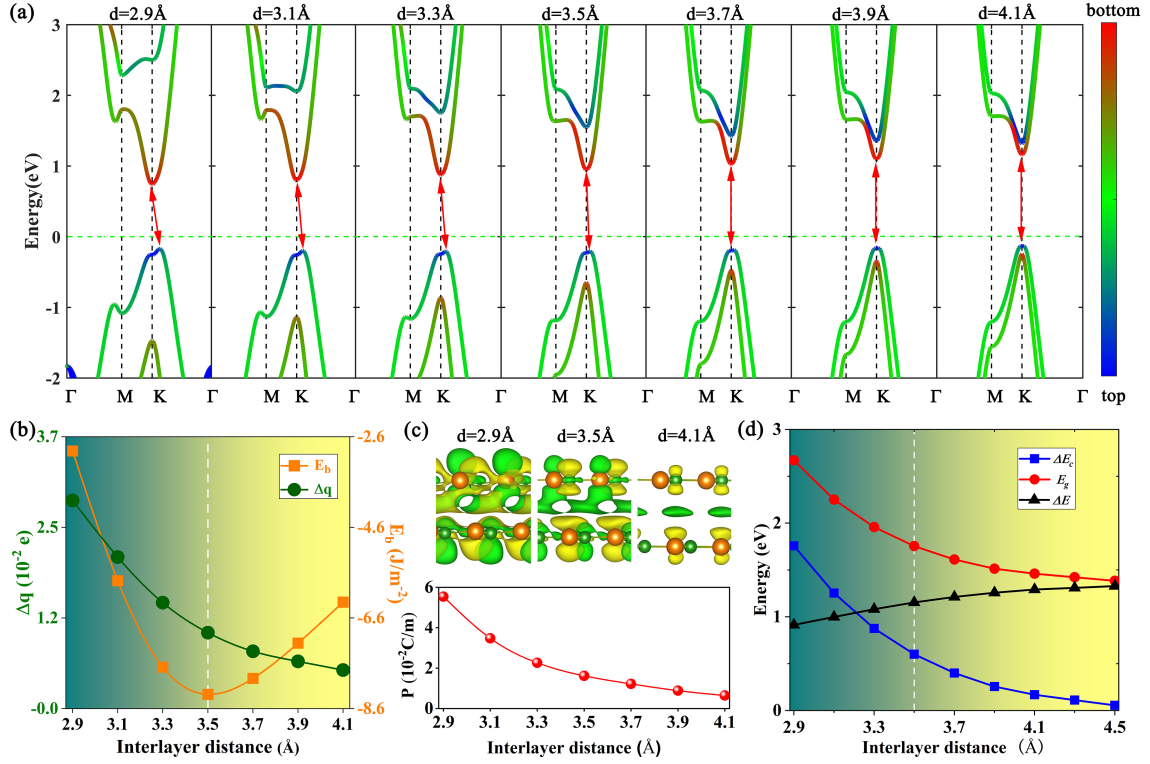 (a)
d=2.9Å d=3.1Å d=3.3Å d=3.5Å d=3.7Å d=3.9Å d=4.1Å
bottom
Energy(eV)
3
2
1
0
-1
-2
Γ M K Γ M K Γ M K Γ M K Γ M K Γ M K Γ M K Γ
top
(b)
Δq (10⁻² e)
3.7
2.5
1.2
-0.0
E_b
Δq
-2.6
-4.6
-6.6
-8.6
E_b (J/m⁻²)
2.9 3.1 3.3 3.5 3.7 3.9 4.1
Interlayer distance (Å)
(c)
d=2.9Å d=3.5Å d=4.1Å
P (10⁻²C/m)
6
4
2
0
2.9 3.1 3.3 3.5 3.7 3.9 4.1
Interlayer distance (Å)
(d)
Energy (eV)
3
2
1
0
ΔE_c
E_g
ΔE
2.9 3.3 3.7 4.1 4.5
Interlayer distance (Å)